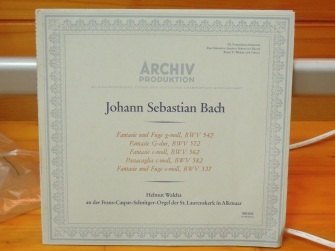 ARCHIV
PRODUKTION
Johann Sebastian Bach
Fantasie und Fuge g-moll, BWV 542
Fantasie G-dur, BWV 572
Fantasie c-moll, BWV 562
Passacaglia c-moll, BWV 582
Fantasie und Fuge c-moll, BWV 537
Helmut Walcha
an der Frans-Caspar-Schnitger-Orgel der St. Laurenskerk in Alkmaar